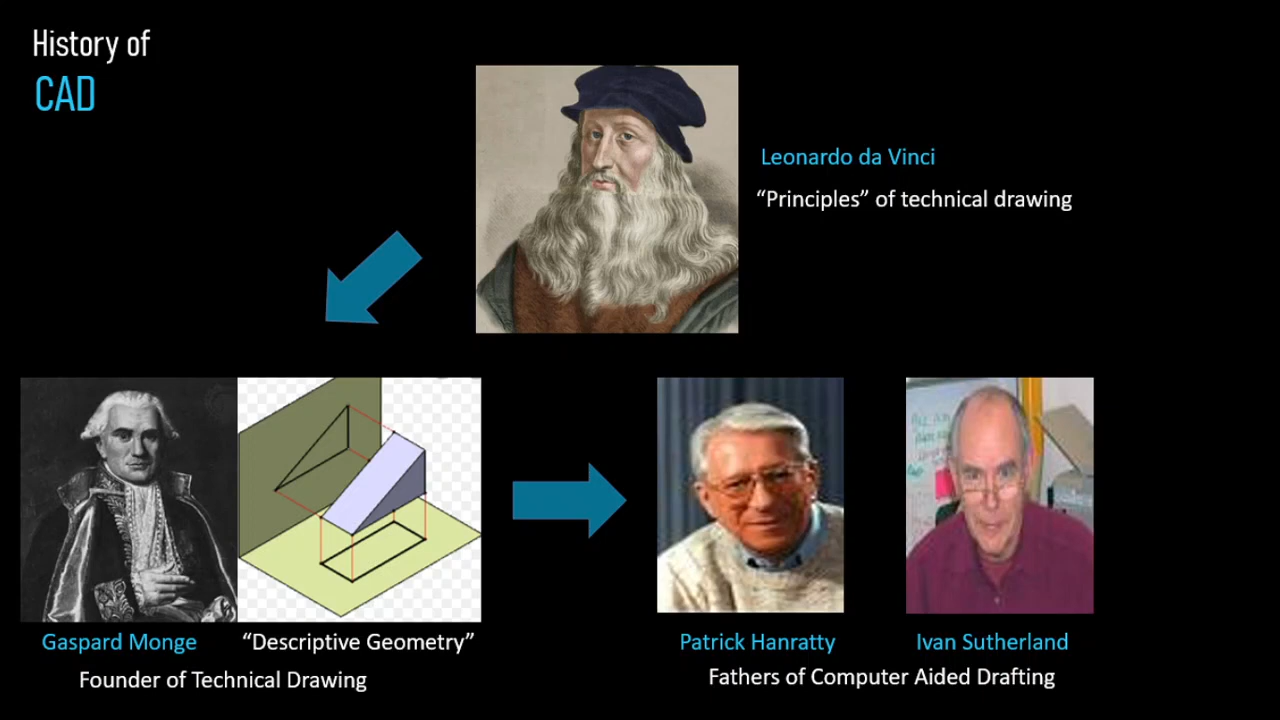 History of
CAD
Leonardo da Vinci
“Principles” of technical drawing
Gaspard Monge
“Descriptive Geometry”
Founder of Technical Drawing
Patrick Hanratty
Ivan Sutherland
Fathers of Computer Aided Drafting